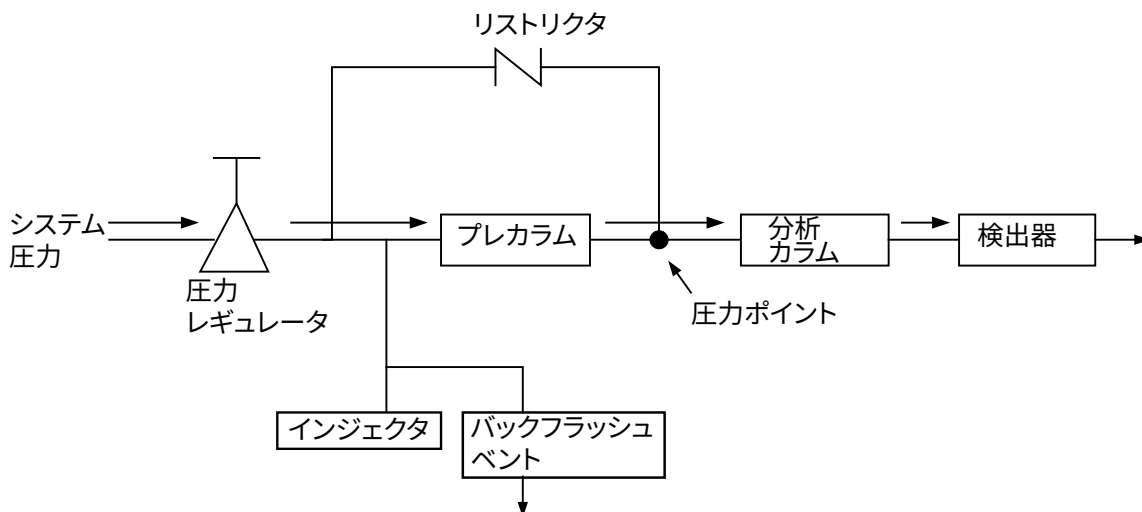 リストリクタ
システム
圧力
圧力
レギュレータ
プレカラム
分析
カラム
検出器
圧力ポイント
インジェクタ
バックフラッシュ
ベント